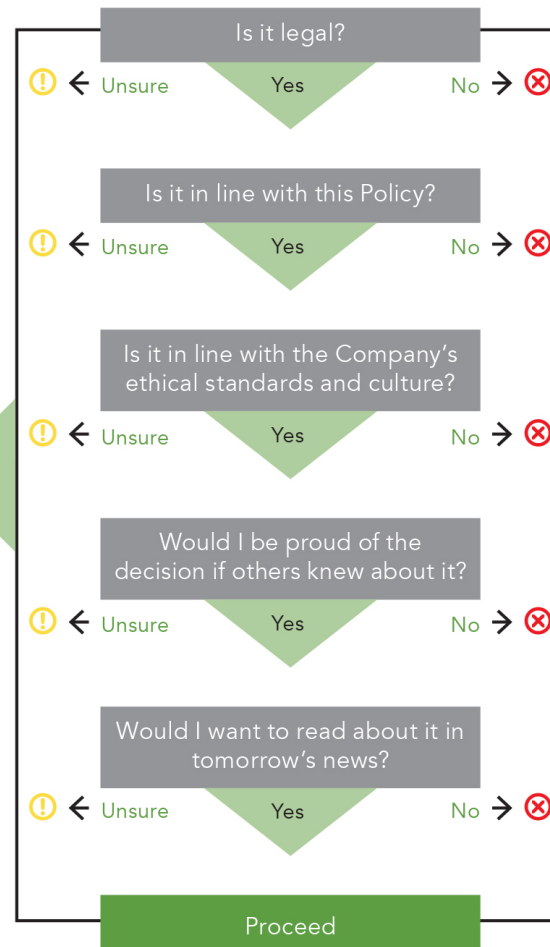 Is it legal?
Unsure Yes No
Is it in line with this Policy?
Unsure Yes No
Is it in line with the Company’s
ethical standards and culture?
Unsure Yes No
Would I be proud of the
decision if others knew about it?
Unsure Yes No
Would I want to read about it in
tomorrow’s news?
Unsure Yes No
Proceed